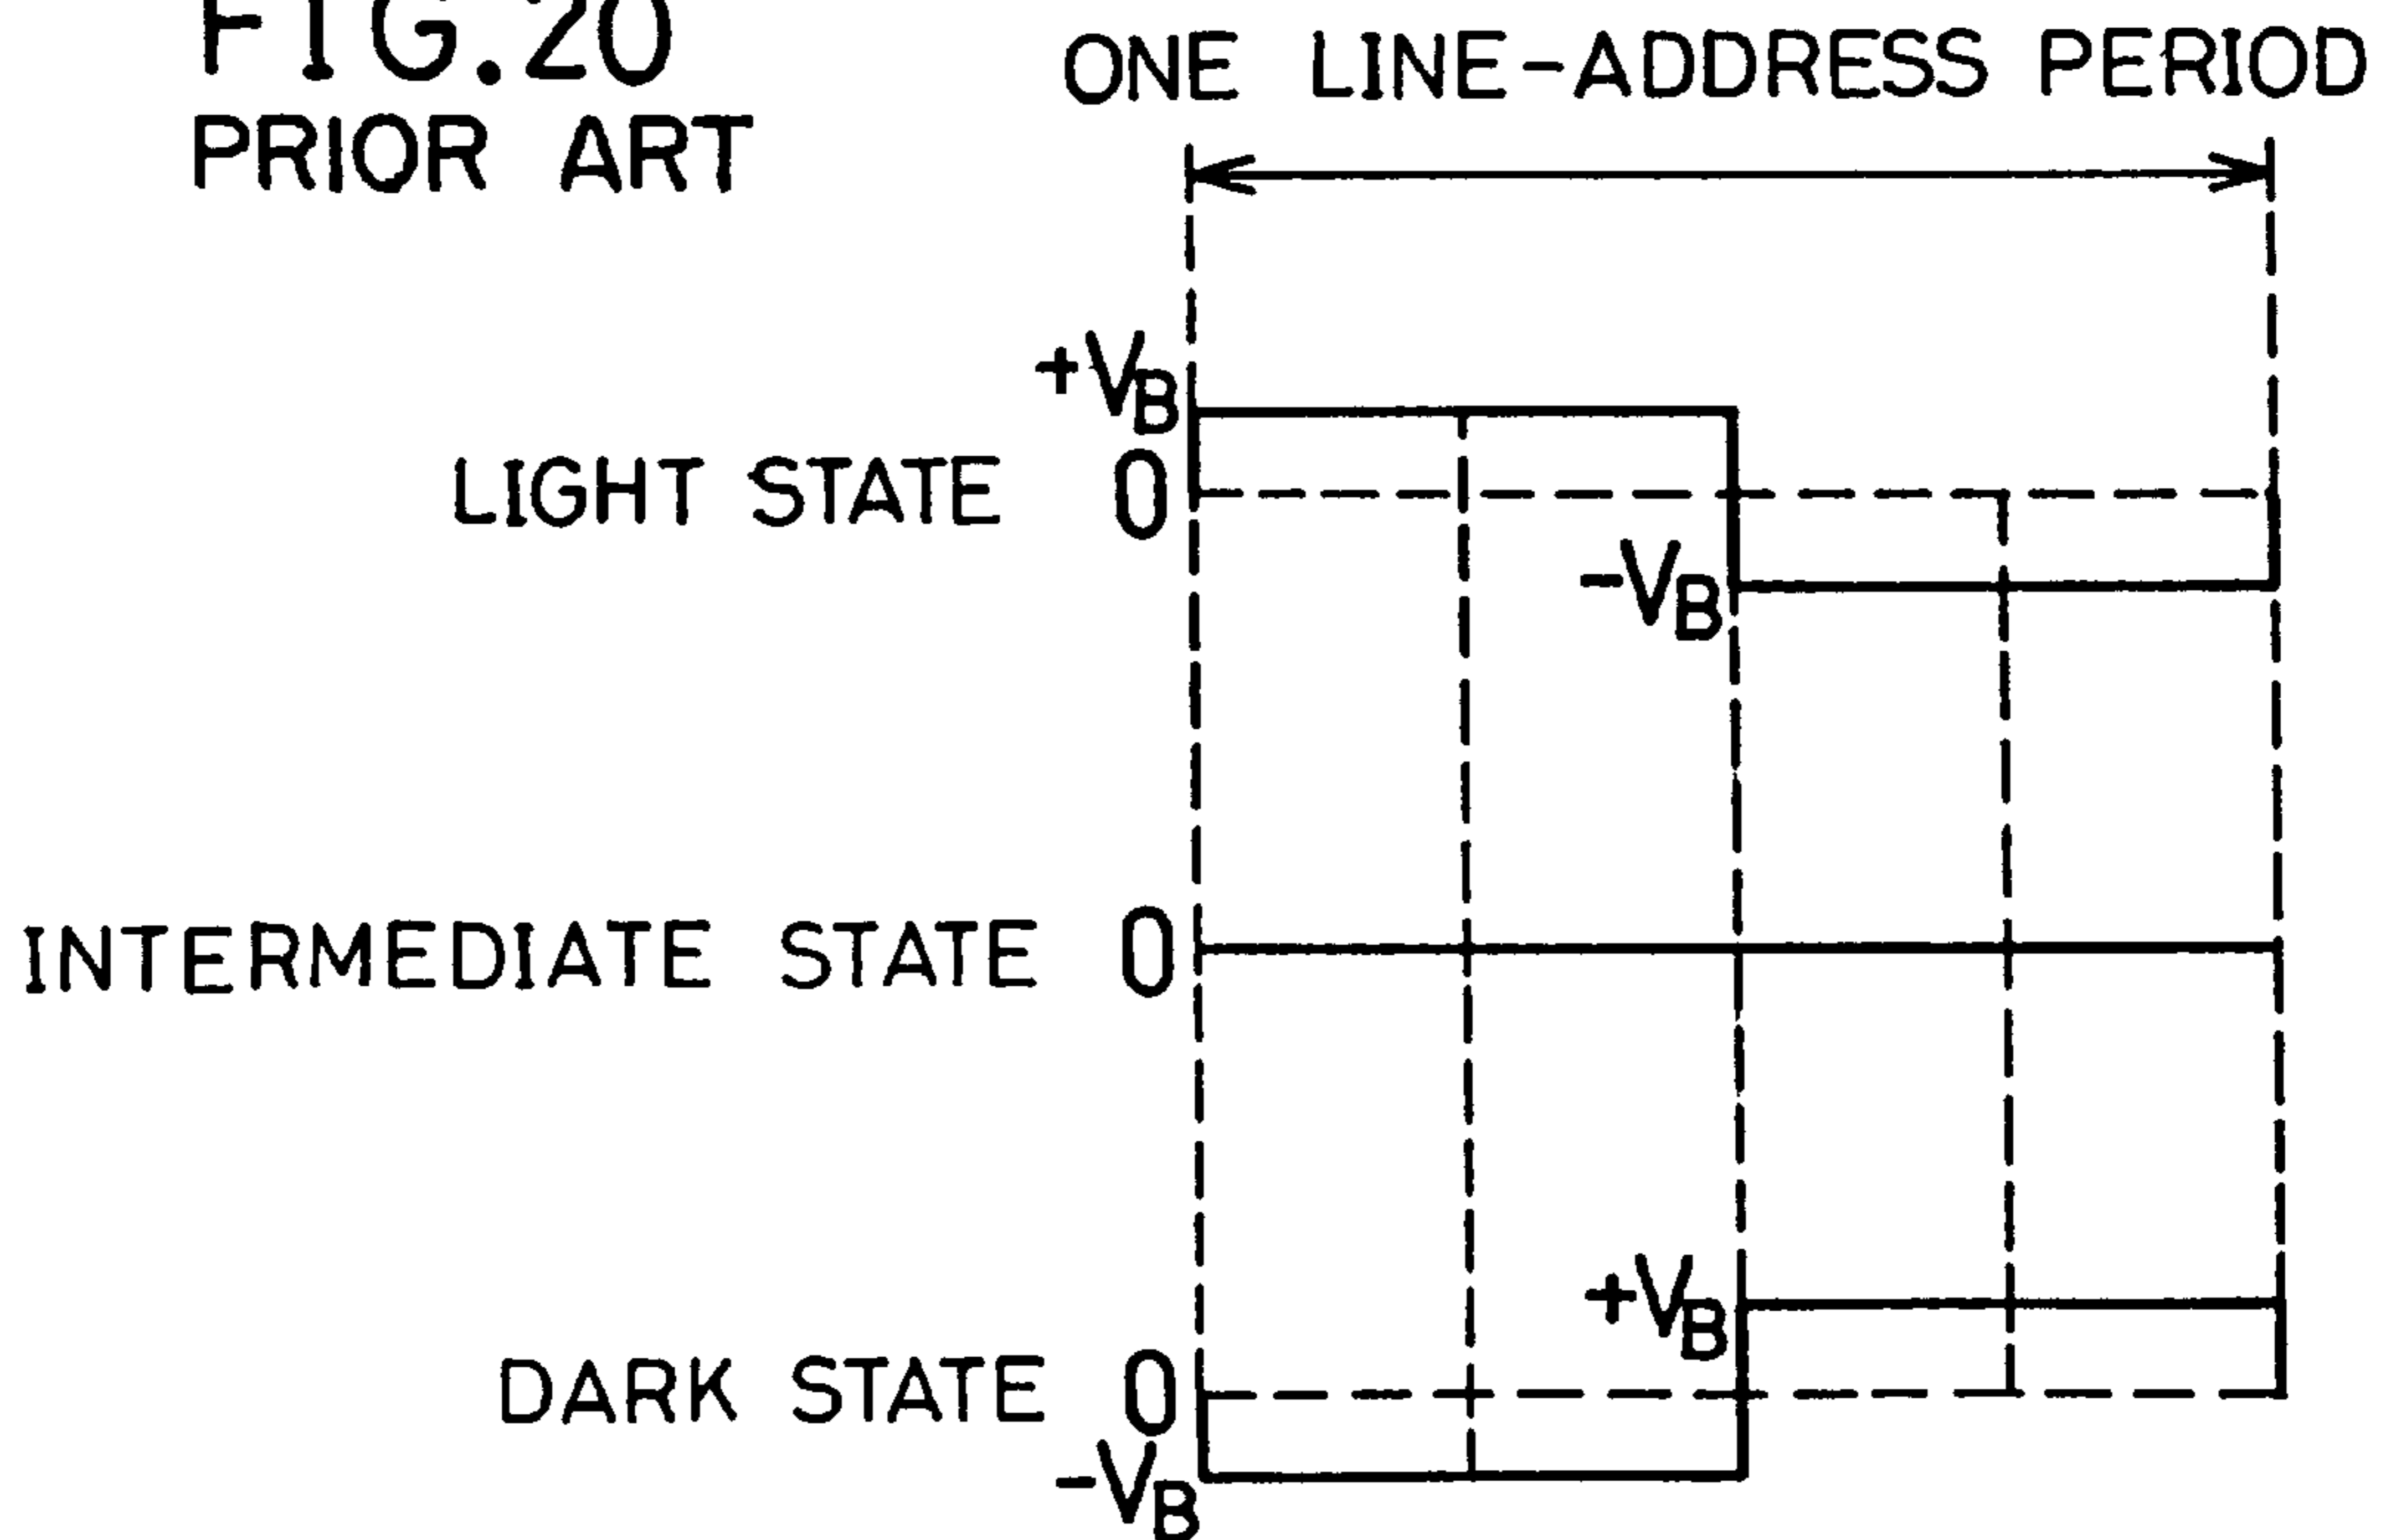 FIG.20
PRIOR ART
ONE LINE-ADDRESS PERIOD
+VB
LIGHT STATE 0
-VB
INTERMEDIATE STATE 0
+VB
DARK STATE 0
-VB